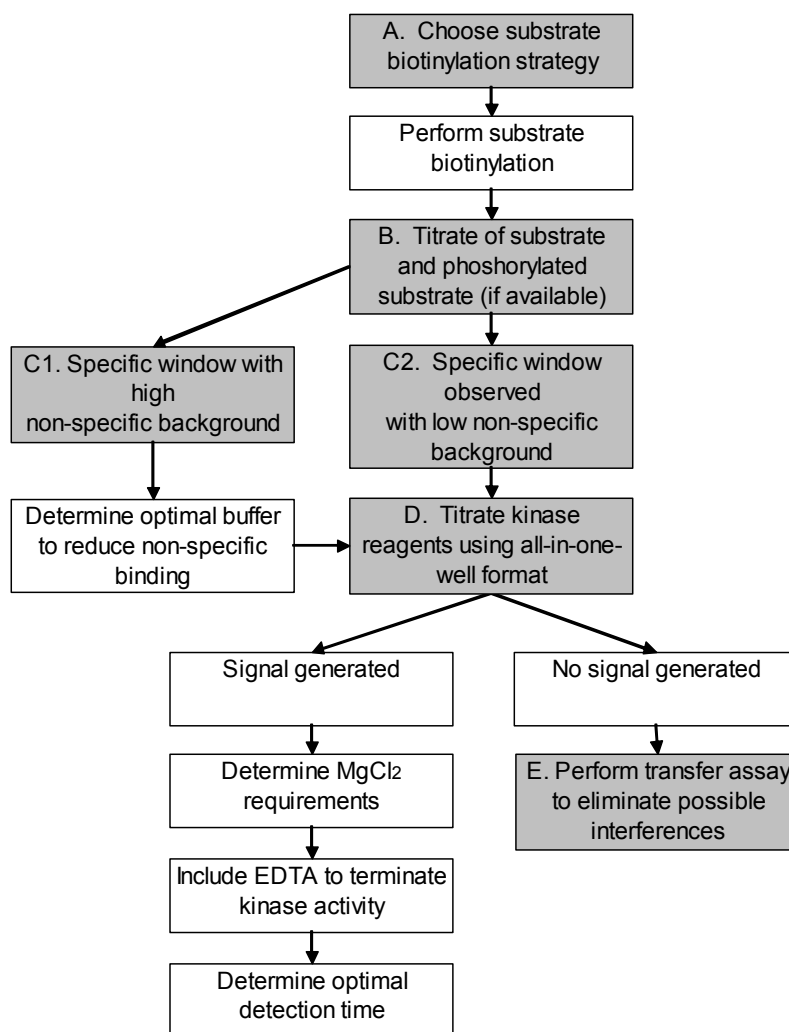 A. Choose substrate
biotinylation strategy
Perform substrate
biotinylation
B. Titrate of substrate
and phoshorylated
substrate (if available)
C1. Specific window with
high
non-specific background
C2. Specific window
observed
with low non-specific
background
Determine optimal buffer
to reduce non-specific
binding
D. Titrate kinase
reagents using all-in-one-
well format
Signal generated
No signal generated
Determine MgCl2
requirements
E. Perform transfer assay
to eliminate possible
interferences
Include EDTA to terminate
kinase activity
Determine optimal
detection time